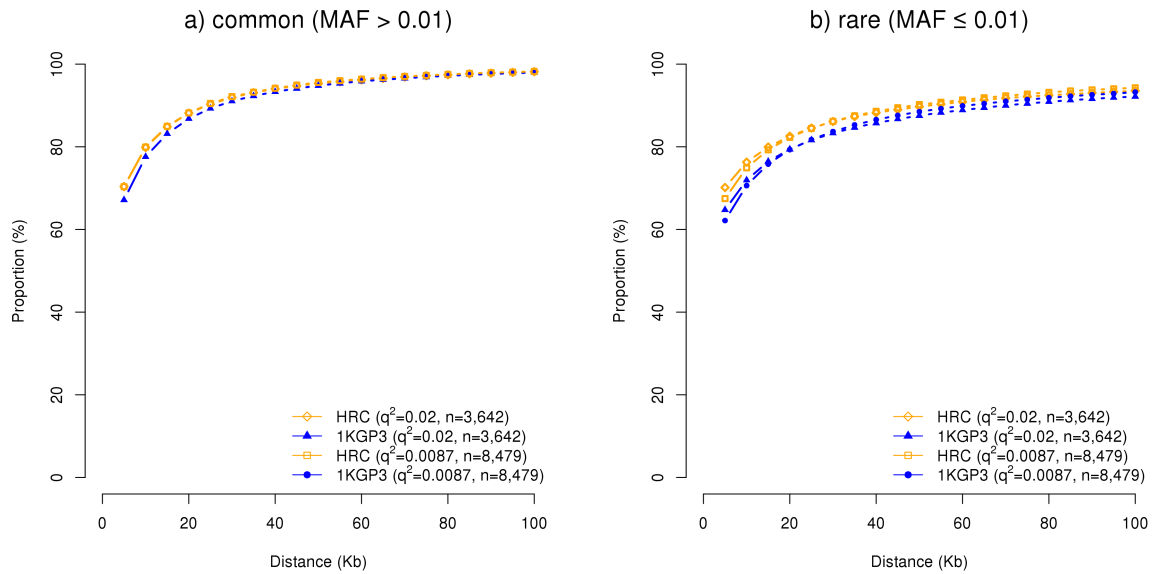 a) common (MAF > 0.01)
Proportion (%)
100
80
60
40
20
0
HRC (q²=0.02, n=3,642)
1KGP3 (q²=0.02, n=3,642)
HRC (q²=0.0087, n=8,479)
1KGP3 (q²=0.0087, n=8,479)
0 20 40 60 80 100
Distance (Kb)
b) rare (MAF ≤ 0.01)
Proportion (%)
100
80
60
40
20
0
HRC (q²=0.02, n=3,642)
1KGP3 (q²=0.02, n=3,642)
HRC (q²=0.0087, n=8,479)
1KGP3 (q²=0.0087, n=8,479)
0 20 40 60 80 100
Distance (Kb)